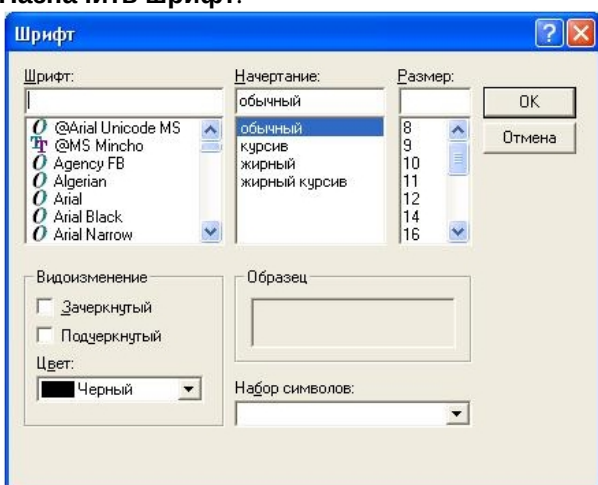 Назначить шрифт:
Шрифт
Шрифт: Начертание: Размер:
обычный
OK
Отмена
@Arial Unicode MS
@MS Mincho
Agency FB
Algerian
Arial
Arial Black
Arial Narrow
обычный
курсив
жирный
жирный курсив
8
9
10
11
12
14
16
Видоизменение
Зачеркнутый
Подчеркнутый
Цвет:
Черный
Образец
Набор символов: